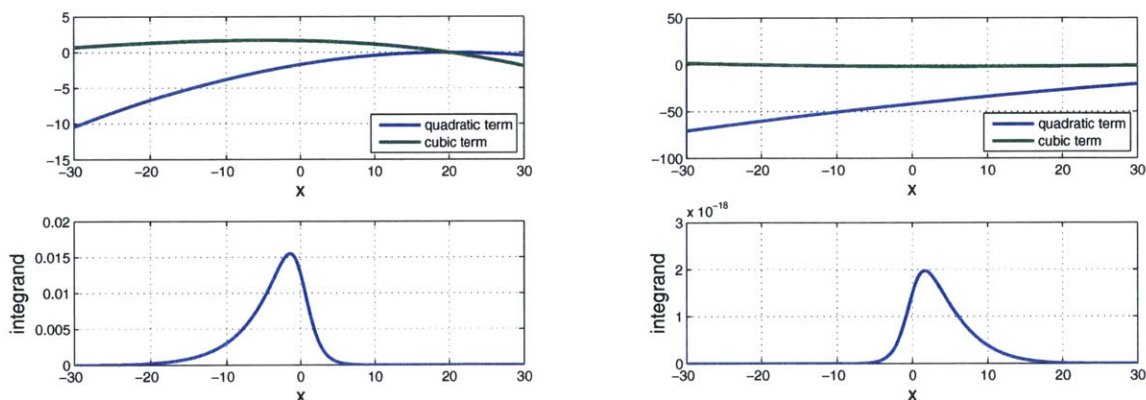 5
0
−5
−10
−15
−30 −20 −10 0 10 20 30
x
quadratic term
cubic term
50
0
−50
−100
−30 −20 −10 0 10 20 30
x
quadratic term
cubic term
0.02
0.015
0.01
0.005
0
integrand
−30 −20 −10 0 10 20 30
x
x 10⁻¹⁸
3
2
1
0
integrand
−30 −20 −10 0 10 20 30
x